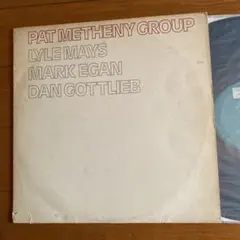 PAT METHENY GROUP
LYLE MAYS
MARK EGAN
DAN GOTTLIEB